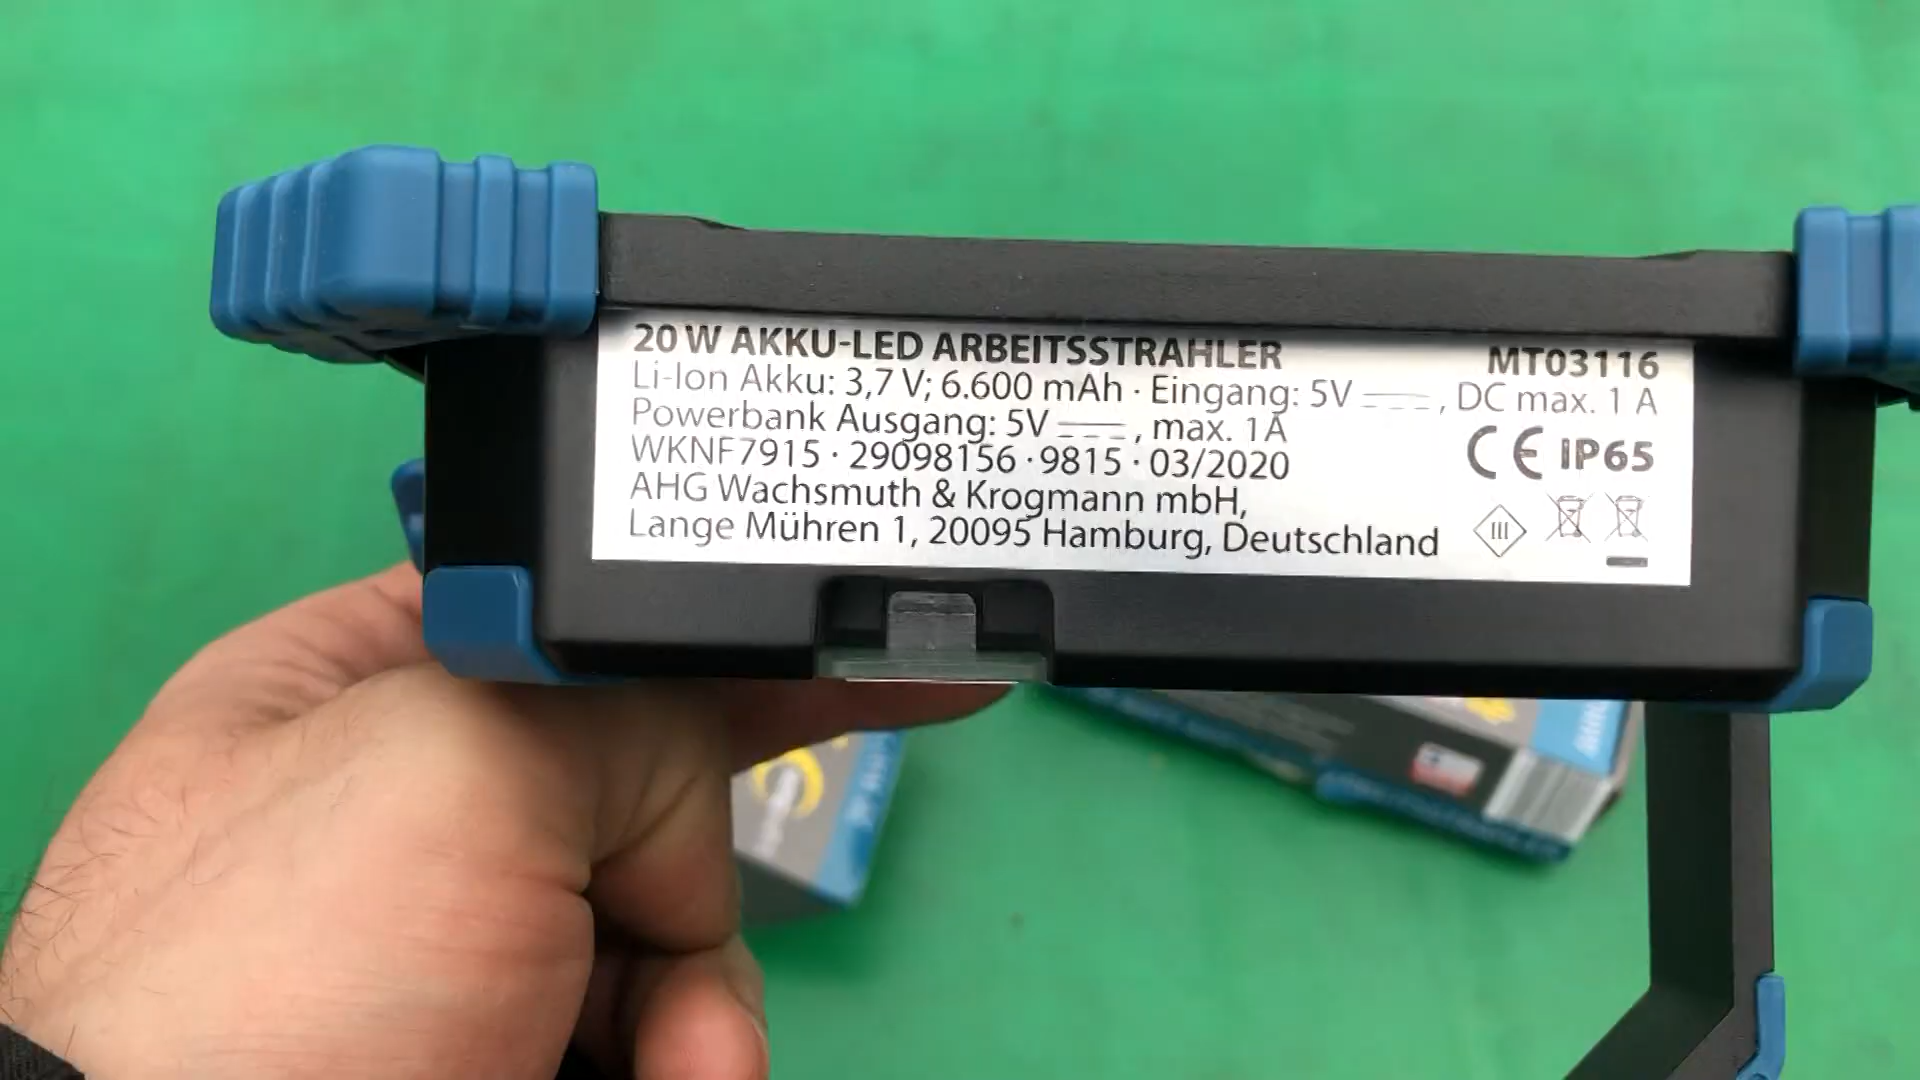 20 W AKKU-LED ARBEITSSTRAHLER MT03116
Li-Ion Akku: 3,7 V; 6.600 mAh · Eingang: 5V ⎓, DC max. 1 A
Powerbank Ausgang: 5V ⎓, max. 1A
WKNF7915 · 29098156 · 9815 · 03/2020
CE IP65
AHG Wachsmuth & Krogmann mbH,
Lange Mühren 1, 20095 Hamburg, Deutschland
III